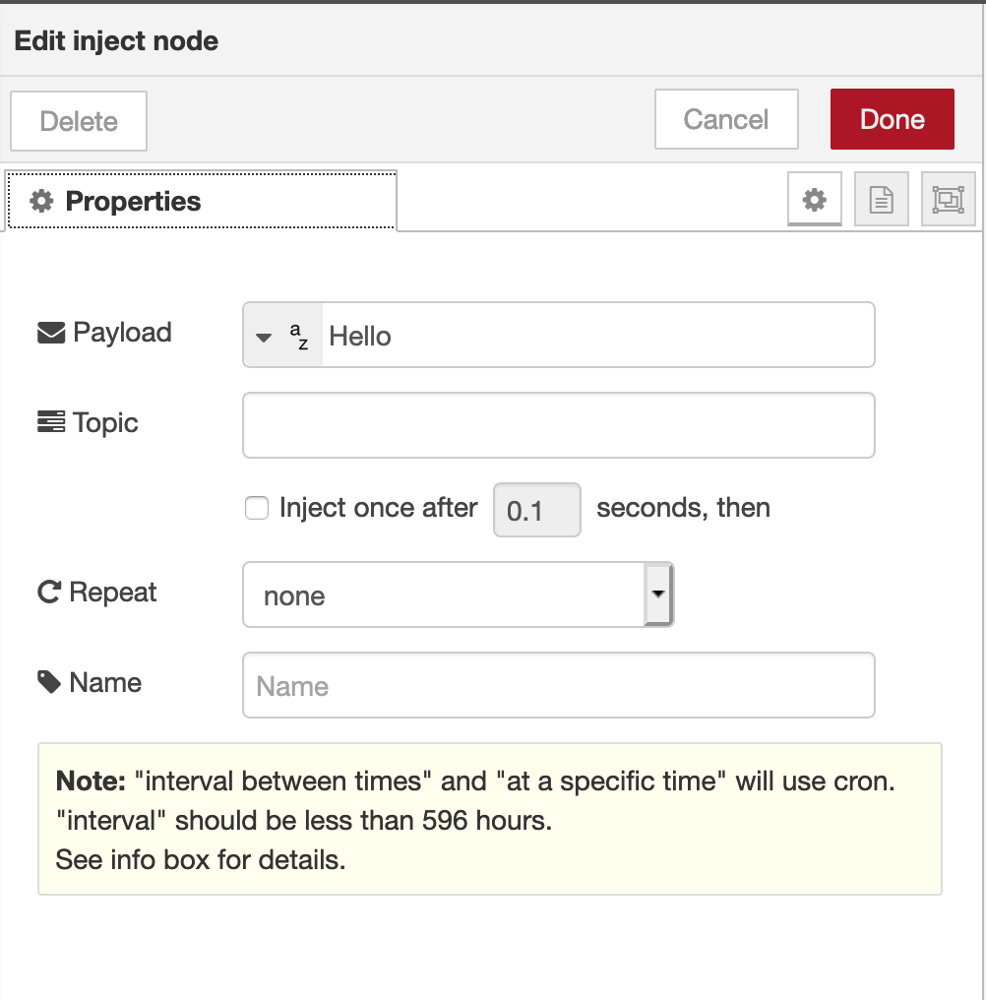 Edit inject node
Delete
Cancel
Done
Properties
Payload
a
z
Hello
Topic
Inject once after
0.1
seconds, then
Repeat
none
Name
Name
Note: "interval between times" and "at a specific time" will use cron.
"interval" should be less than 596 hours.
See info box for details.